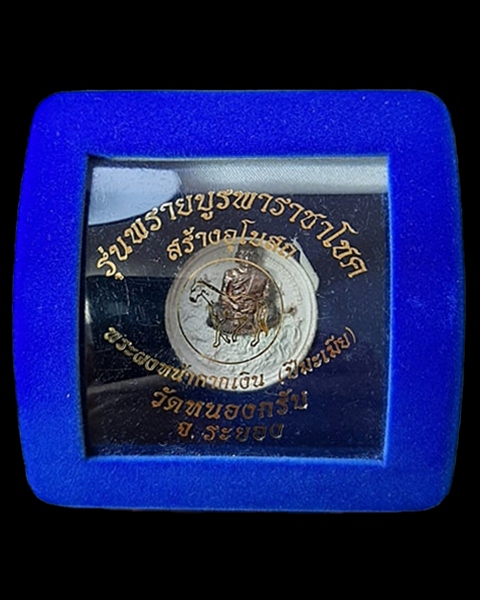 รุ่นพรายบูรพาราชาโชค
สร้างอุโบสถ
พระผงหน้ากากเงิน (ปีมะเมีย)
วัดหนองกรับ
จ.ระยอง